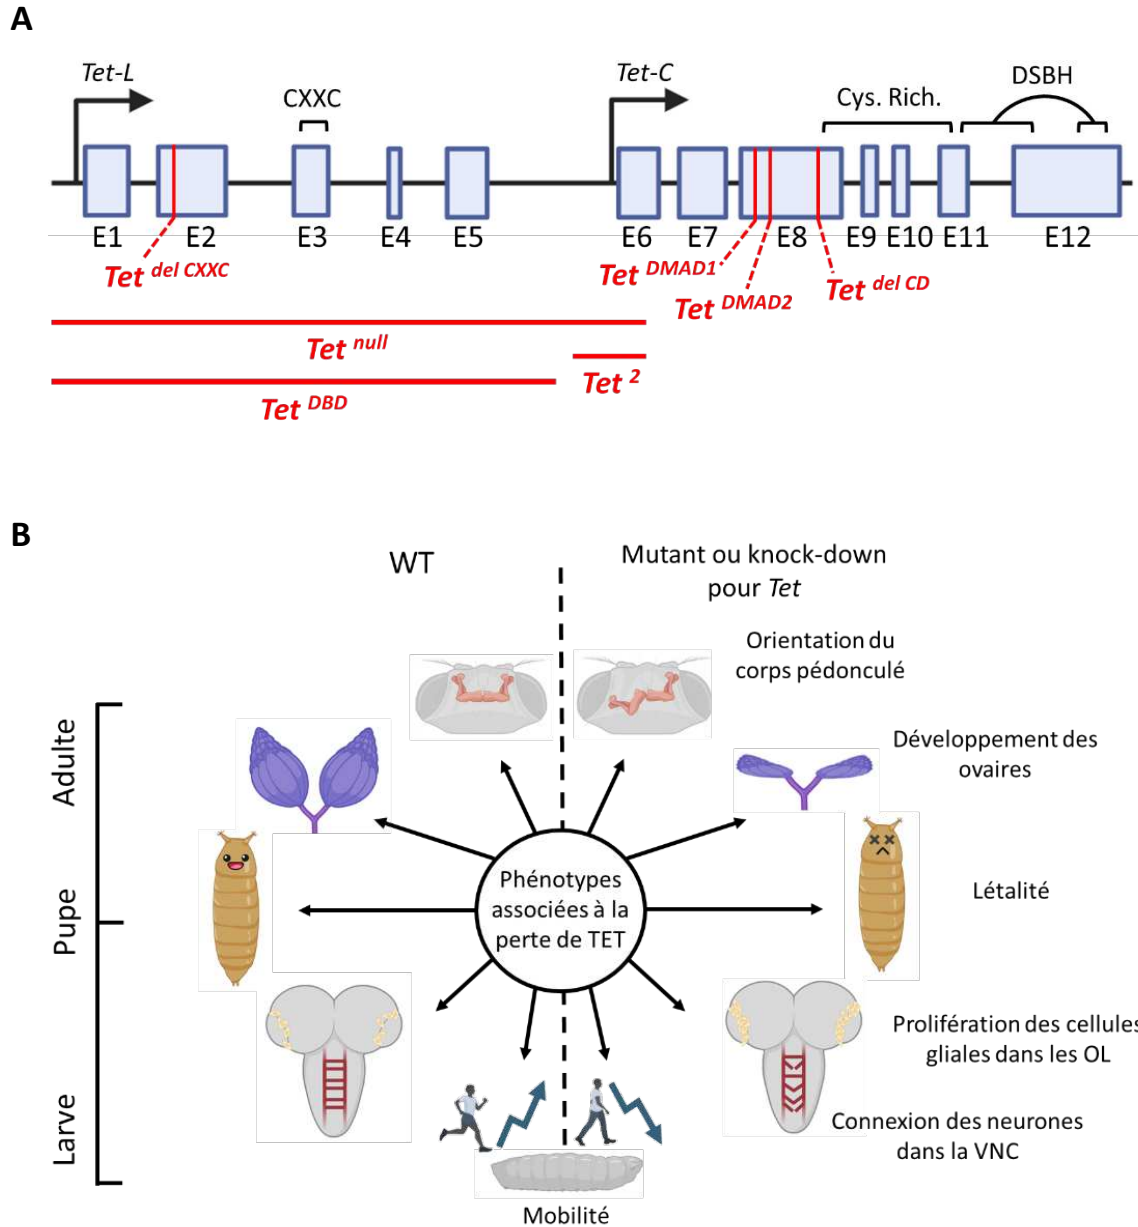 A
Tet-L
Tet-C
CXXC
Cys. Rich.
DSBH
E1 E2 E3 E4 E5 E6 E7 E8 E9 E10 E11 E12
Tet del CXXC
Tet DMAD1
Tet DMAD2
Tet del CD
Tet null
Tet 2
Tet DBD
B
WT
Mutant ou knock-down
pour Tet
Orientation du
corps pédonculé
Adulte
Développement des
ovaires
Pupe
Phénotypes
associées à la
perte de TET
Létalité
Larve
Prolifération des cellules
gliales dans les OL
Connexion des neurones
dans la VNC
Mobilité